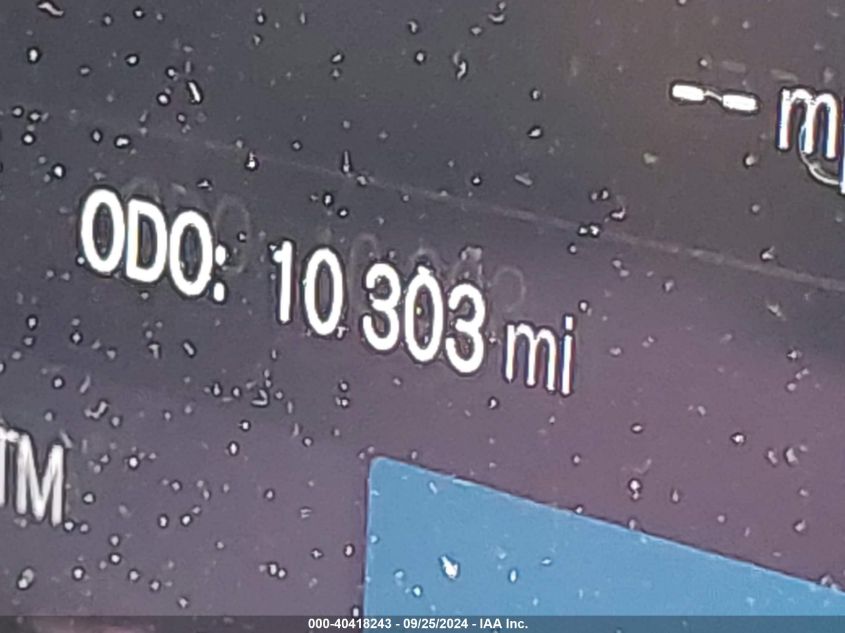 -- m
ODO: 10 303 mi
TM
000-40418243 - 09/25/2024 - IAA Inc.